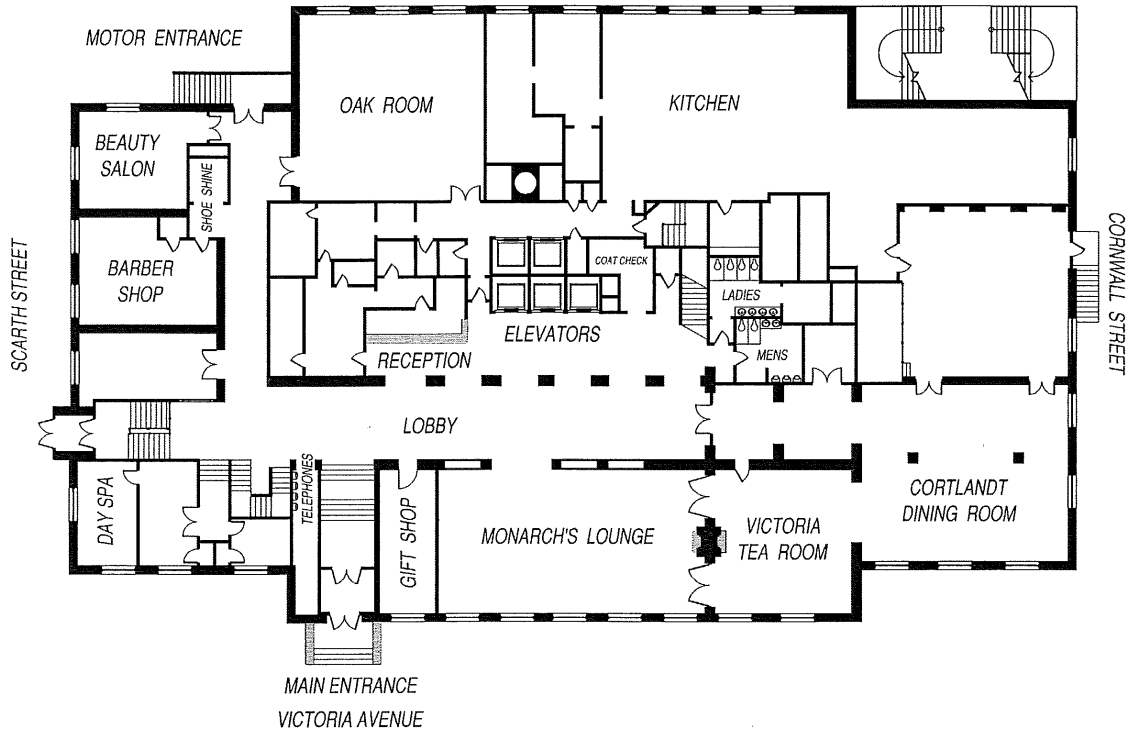 MOTOR ENTRANCE
OAK ROOM
KITCHEN
BEAUTY
SALON
SHOE SHINE
SCARTH STREET
BARBER
SHOP
COAT CHECK
LADIES
MENS
CORNWALL STREET
ELEVATORS
RECEPTION
LOBBY
TELEPHONES
DAY SPA
GIFT SHOP
MONARCH'S LOUNGE
VICTORIA
TEA ROOM
CORTLANDT
DINING ROOM
MAIN ENTRANCE
VICTORIA AVENUE